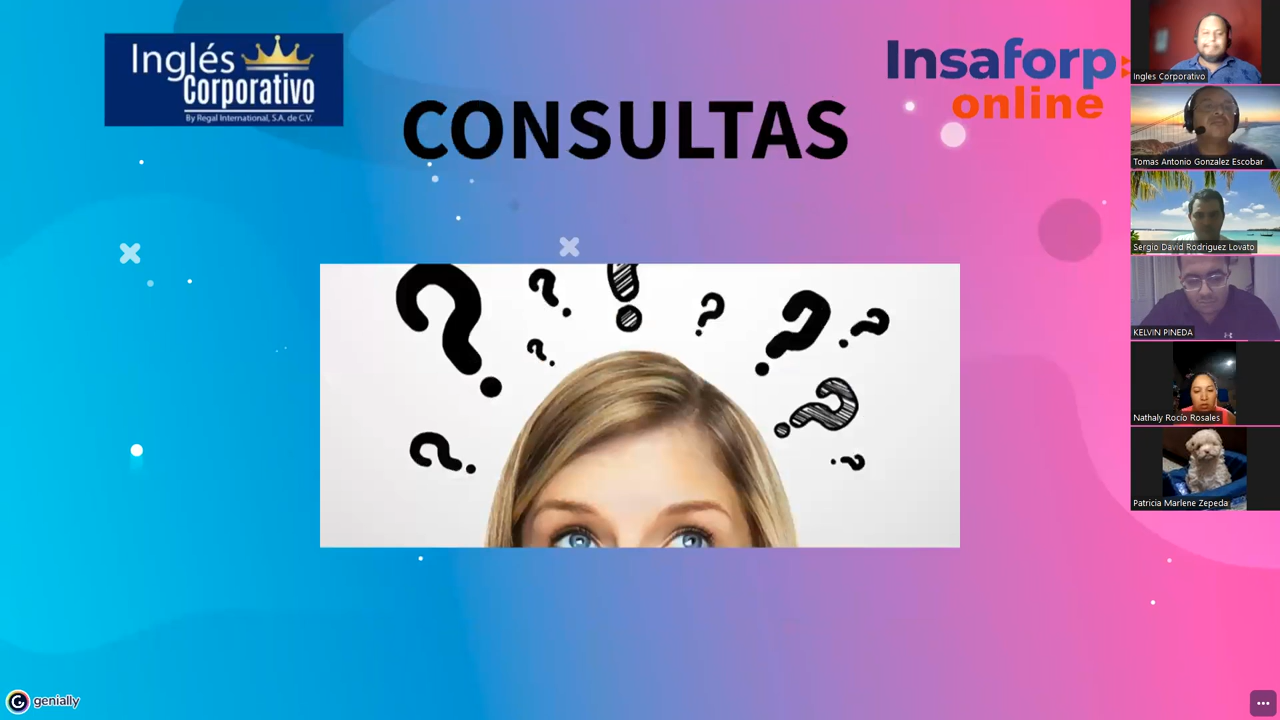 Inglés
Corporativo
By Regal International, S.A. de C.V.
Insaforp
online
CONSULTAS
Ingles Corporativo
Tomas Antonio Gonzalez Escobar
Sergio David Rodriguez Lovato
KELVIN PINEDA
Nathaly Rocío Rosales
Patricia Marlene Zepeda
genially